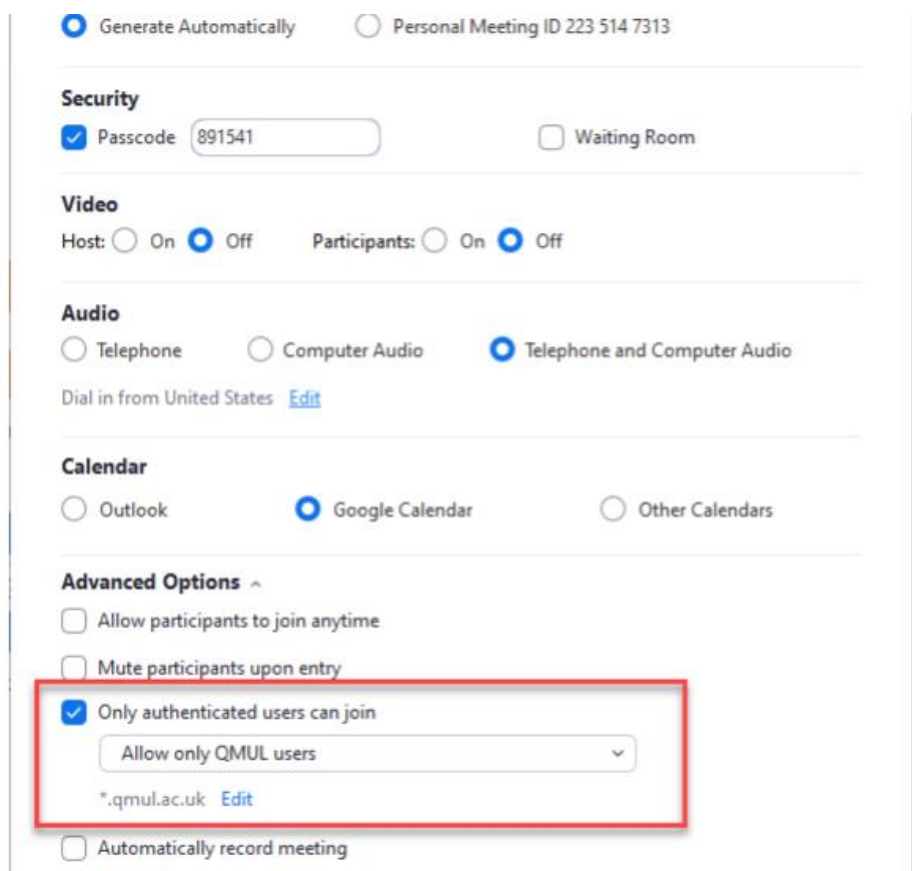 Generate Automatically Personal Meeting ID 223 514 7313
Security
Passcode 891541 Waiting Room
Video
Host: On Off Participants: On Off
Audio
Telephone Computer Audio Telephone and Computer Audio
Dial in from United States Edit
Calendar
Outlook Google Calendar Other Calendars
Advanced Options
Allow participants to join anytime
Mute participants upon entry
Only authenticated users can join
Allow only QMUL users
*.qmul.ac.uk Edit
Automatically record meeting